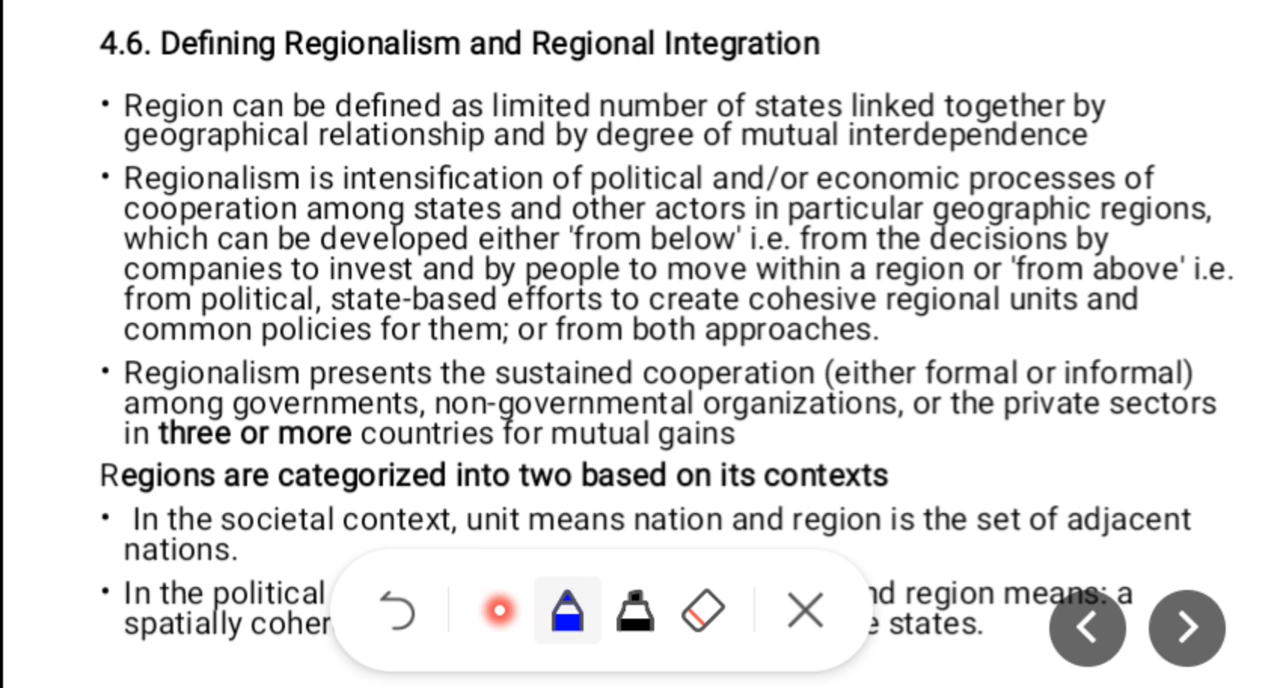 4.6. Defining Regionalism and Regional Integration
• Region can be defined as limited number of states linked together by
geographical relationship and by degree of mutual interdependence
• Regionalism is intensification of political and/or economic processes of
cooperation among states and other actors in particular geographic regions,
which can be developed either 'from below' i.e. from the decisions by
companies to invest and by people to move within a region or 'from above' i.e.
from political, state-based efforts to create cohesive regional units and
common policies for them; or from both approaches.
• Regionalism presents the sustained cooperation (either formal or informal)
among governments, non-governmental organizations, or the private sectors
in three or more countries for mutual gains
Regions are categorized into two based on its contexts
• In the societal context, unit means nation and region is the set of adjacent
nations.
• In the political region means: a
spatially states.